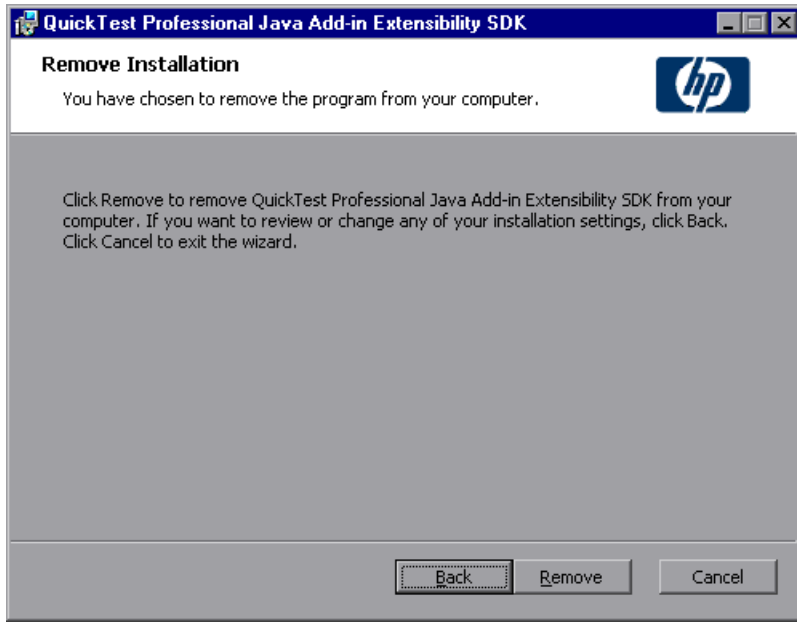 QuickTest Professional Java Add-in Extensibility SDK
Remove Installation
You have chosen to remove the program from your computer.
hp
Click Remove to remove QuickTest Professional Java Add-in Extensibility SDK from your
computer. If you want to review or change any of your installation settings, click Back.
Click Cancel to exit the wizard.
Back
Remove
Cancel